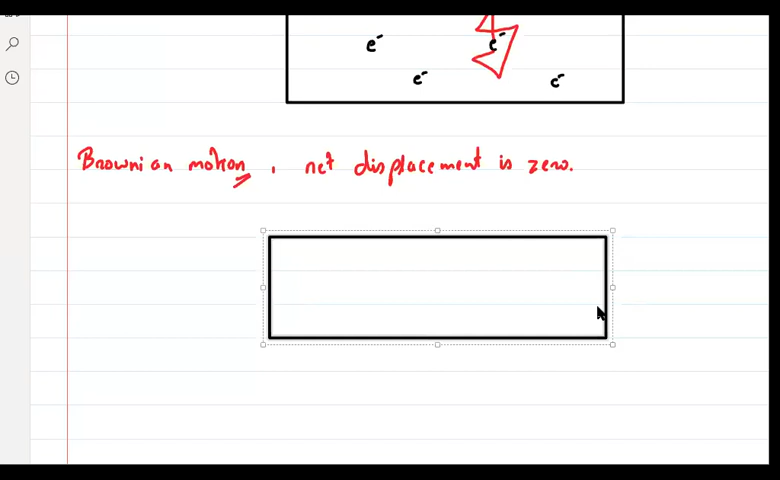 e⁻ e⁻
e⁻ e⁻
Brownian motion , net displacement is zero.